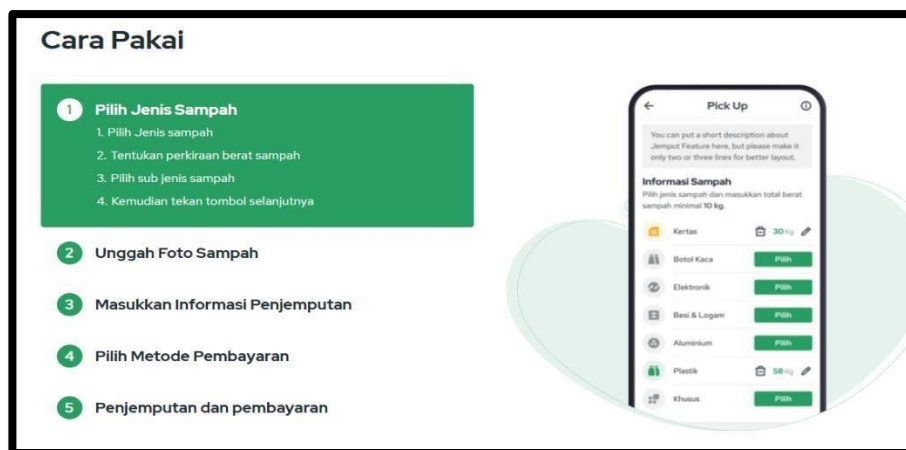 Cara Pakai
1 Pilih Jenis Sampah
1. Pilih Jenis sampah
2. Tentukan perkiraan berat sampah
3. Pilih sub jenis sampah
4. Kemudian tekan tombol selanjutnya
2 Unggah Foto Sampah
3 Masukkan Informasi Penjemputan
4 Pilih Metode Pembayaran
5 Penjemputan dan pembayaran
Pick Up
You can put a short description about
Jemput Feature here, but please make it
only two or three lines for better layout.
Informasi Sampah
Pilih jenis sampah dan masukkan total berat
sampah minimal 10 kg.
Kertas 30 Kg
Botol Kaca Pilih
Elektronik Pilih
Besi & Logam Pilih
Aluminium Pilih
Plastik 58 Kg
Khusus Pilih